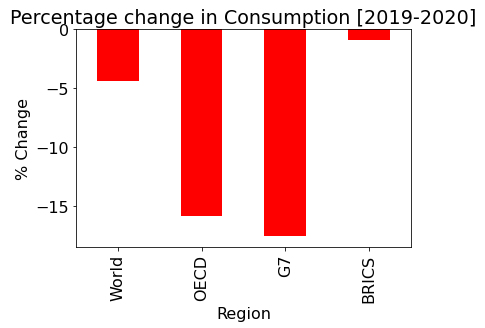 Percentage change in Consumption [2019-2020]
0
−5
−10
−15
% Change
World
OECD
G7
BRICS
Region